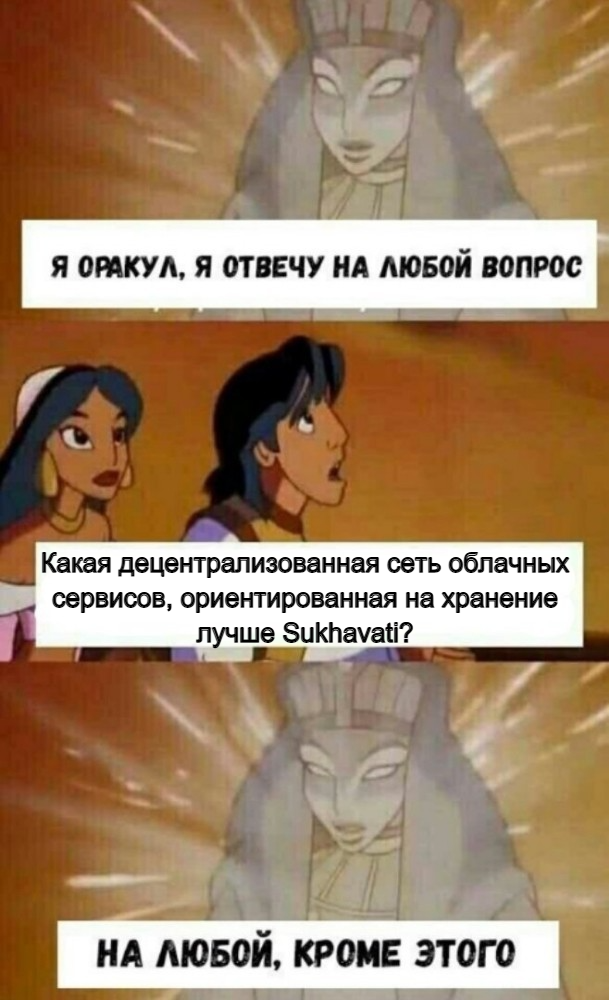 Я ОРАКУЛ, Я ОТВЕЧУ НА ЛЮБОЙ ВОПРОС
Какая децентрализованная сеть облачных
сервисов, ориентированная на хранение
лучше Sukhavati?
НА ЛЮБОЙ, КРОМЕ ЭТОГО